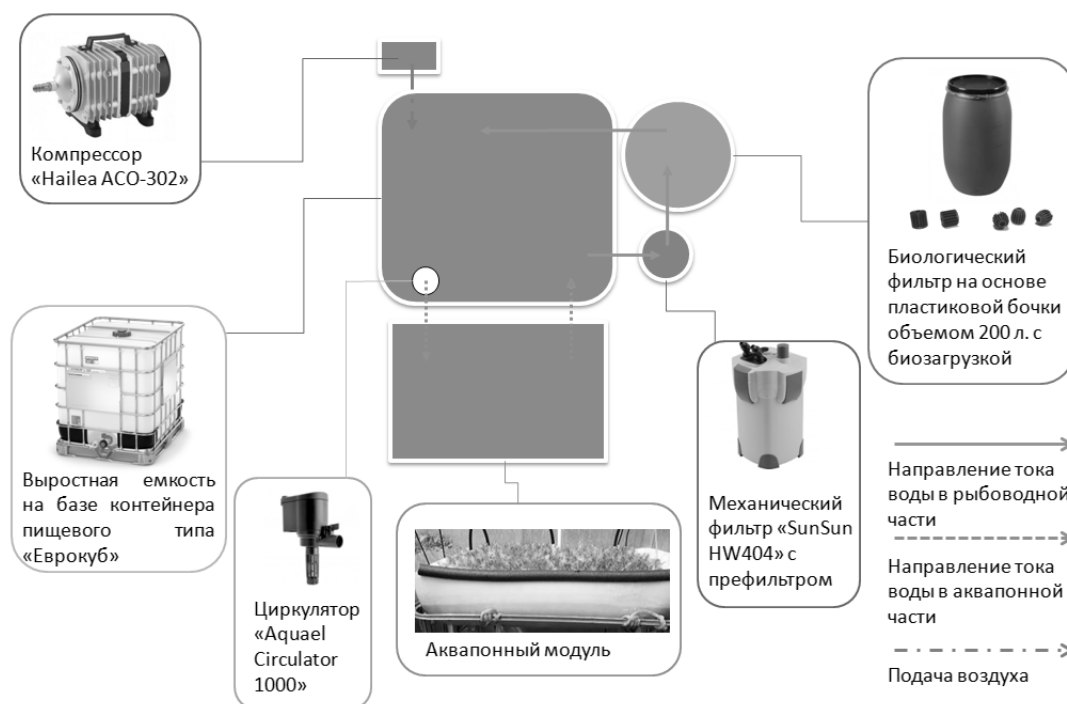 Компрессор
«Hailea ACO-302»
Биологический
фильтр на основе
пластиковой бочки
объемом 200 л. с
биозагрузкой
Выростная емкость
на базе контейнера
пищевого типа
«Еврокуб»
Циркулятор
«Aquael
Circulator
1000»
Аквапонный модуль
Механический
фильтр «SunSun
HW404» с
префильтром
Направление тока
воды в рыбоводной
части
Направление тока
воды в аквапонной
части
Подача воздуха